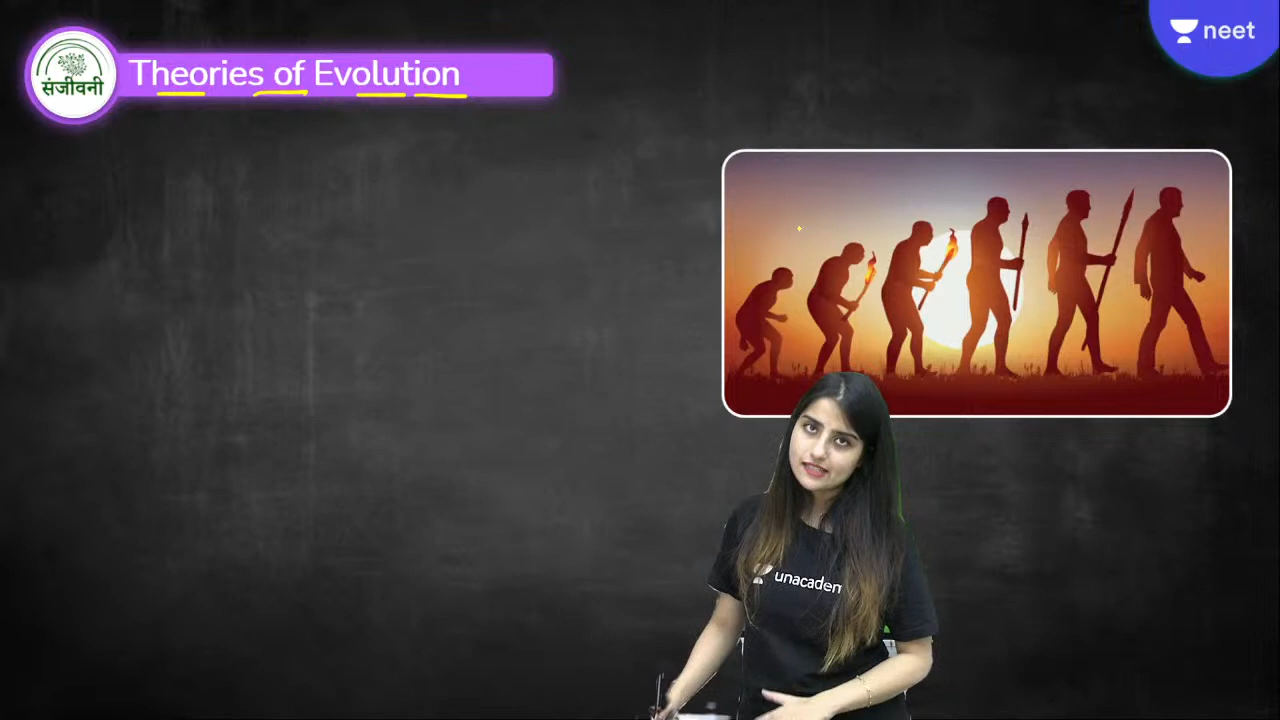 संजीवनी
Theories of Evolution
neet
unacadem